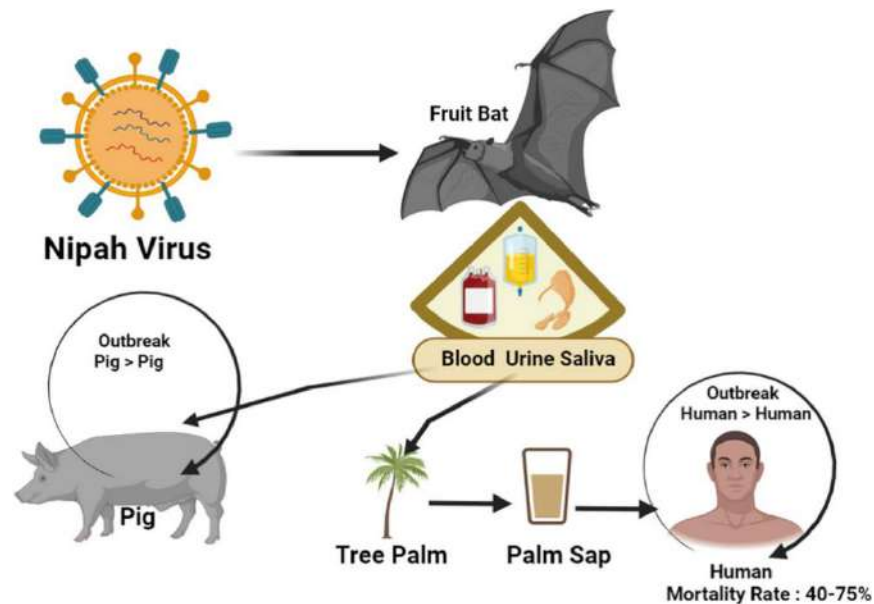 Fruit Bat
Nipah Virus
Blood Urine Saliva
Outbreak
Pig > Pig
Pig
Tree Palm
Palm Sap
Outbreak
Human > Human
Human
Mortality Rate : 40-75%